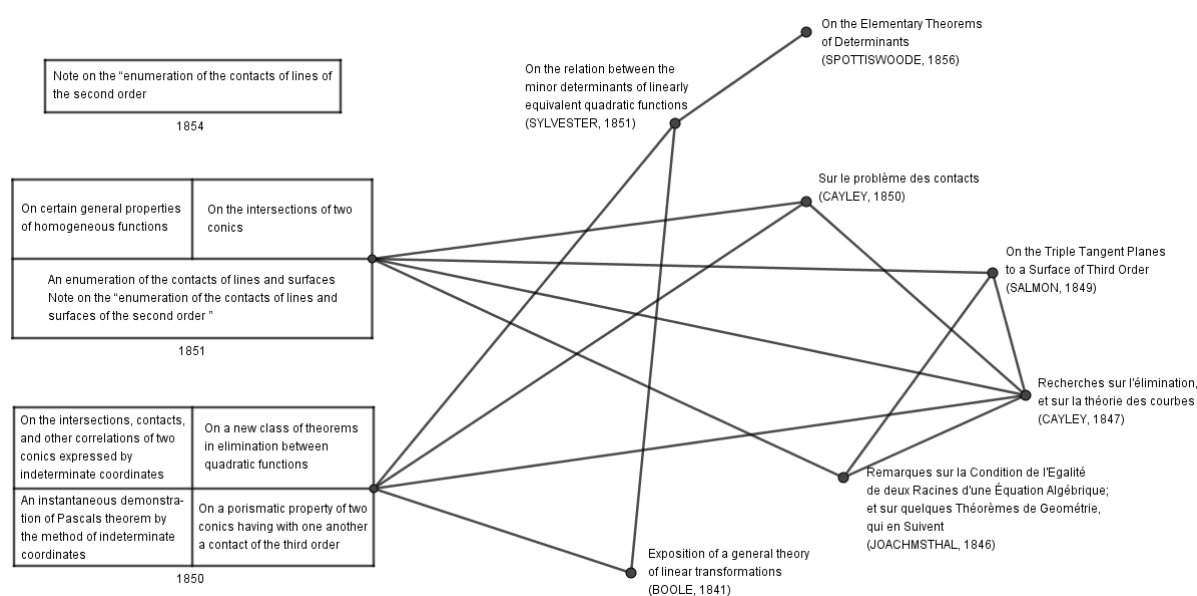 Note on the “enumeration of the contacts of lines of
the second order
1854
On certain general properties
of homogeneous functions
On the intersections of two
conics
An enumeration of the contacts of lines and surfaces
Note on the “enumeration of the contacts of lines and
surfaces of the second order ”
1851
On the intersections, contacts,
and other correlations of two
conics expressed by
indeterminate coordinates
On a new class of theorems
in elimination between
quadratic functions
An instantaneous demonstra-
tion of Pascals theorem by
the method of indeterminate
coordinates
On a porismatic property of two
conics having with one another
a contact of the third order
1850
On the Elementary Theorems
of Determinants
(SPOTTISWOODE, 1856)
On the relation between the
minor determinants of linearly
equivalent quadratic functions
(SYLVESTER, 1851)
Sur le problème des contacts
(CAYLEY, 1850)
On the Triple Tangent Planes
to a Surface of Third Order
(SALMON, 1849)
Recherches sur l'élimination,
et sur la théorie des courbes
(CAYLEY, 1847)
Remarques sur la Condition de l'Egalité
de deux Racines d'une Équation Algébrique;
et sur quelques Théorèmes de Geométrie,
qui en Suivent
(JOACHMSTHAL, 1846)
Exposition of a general theory
of linear transformations
(BOOLE, 1841)